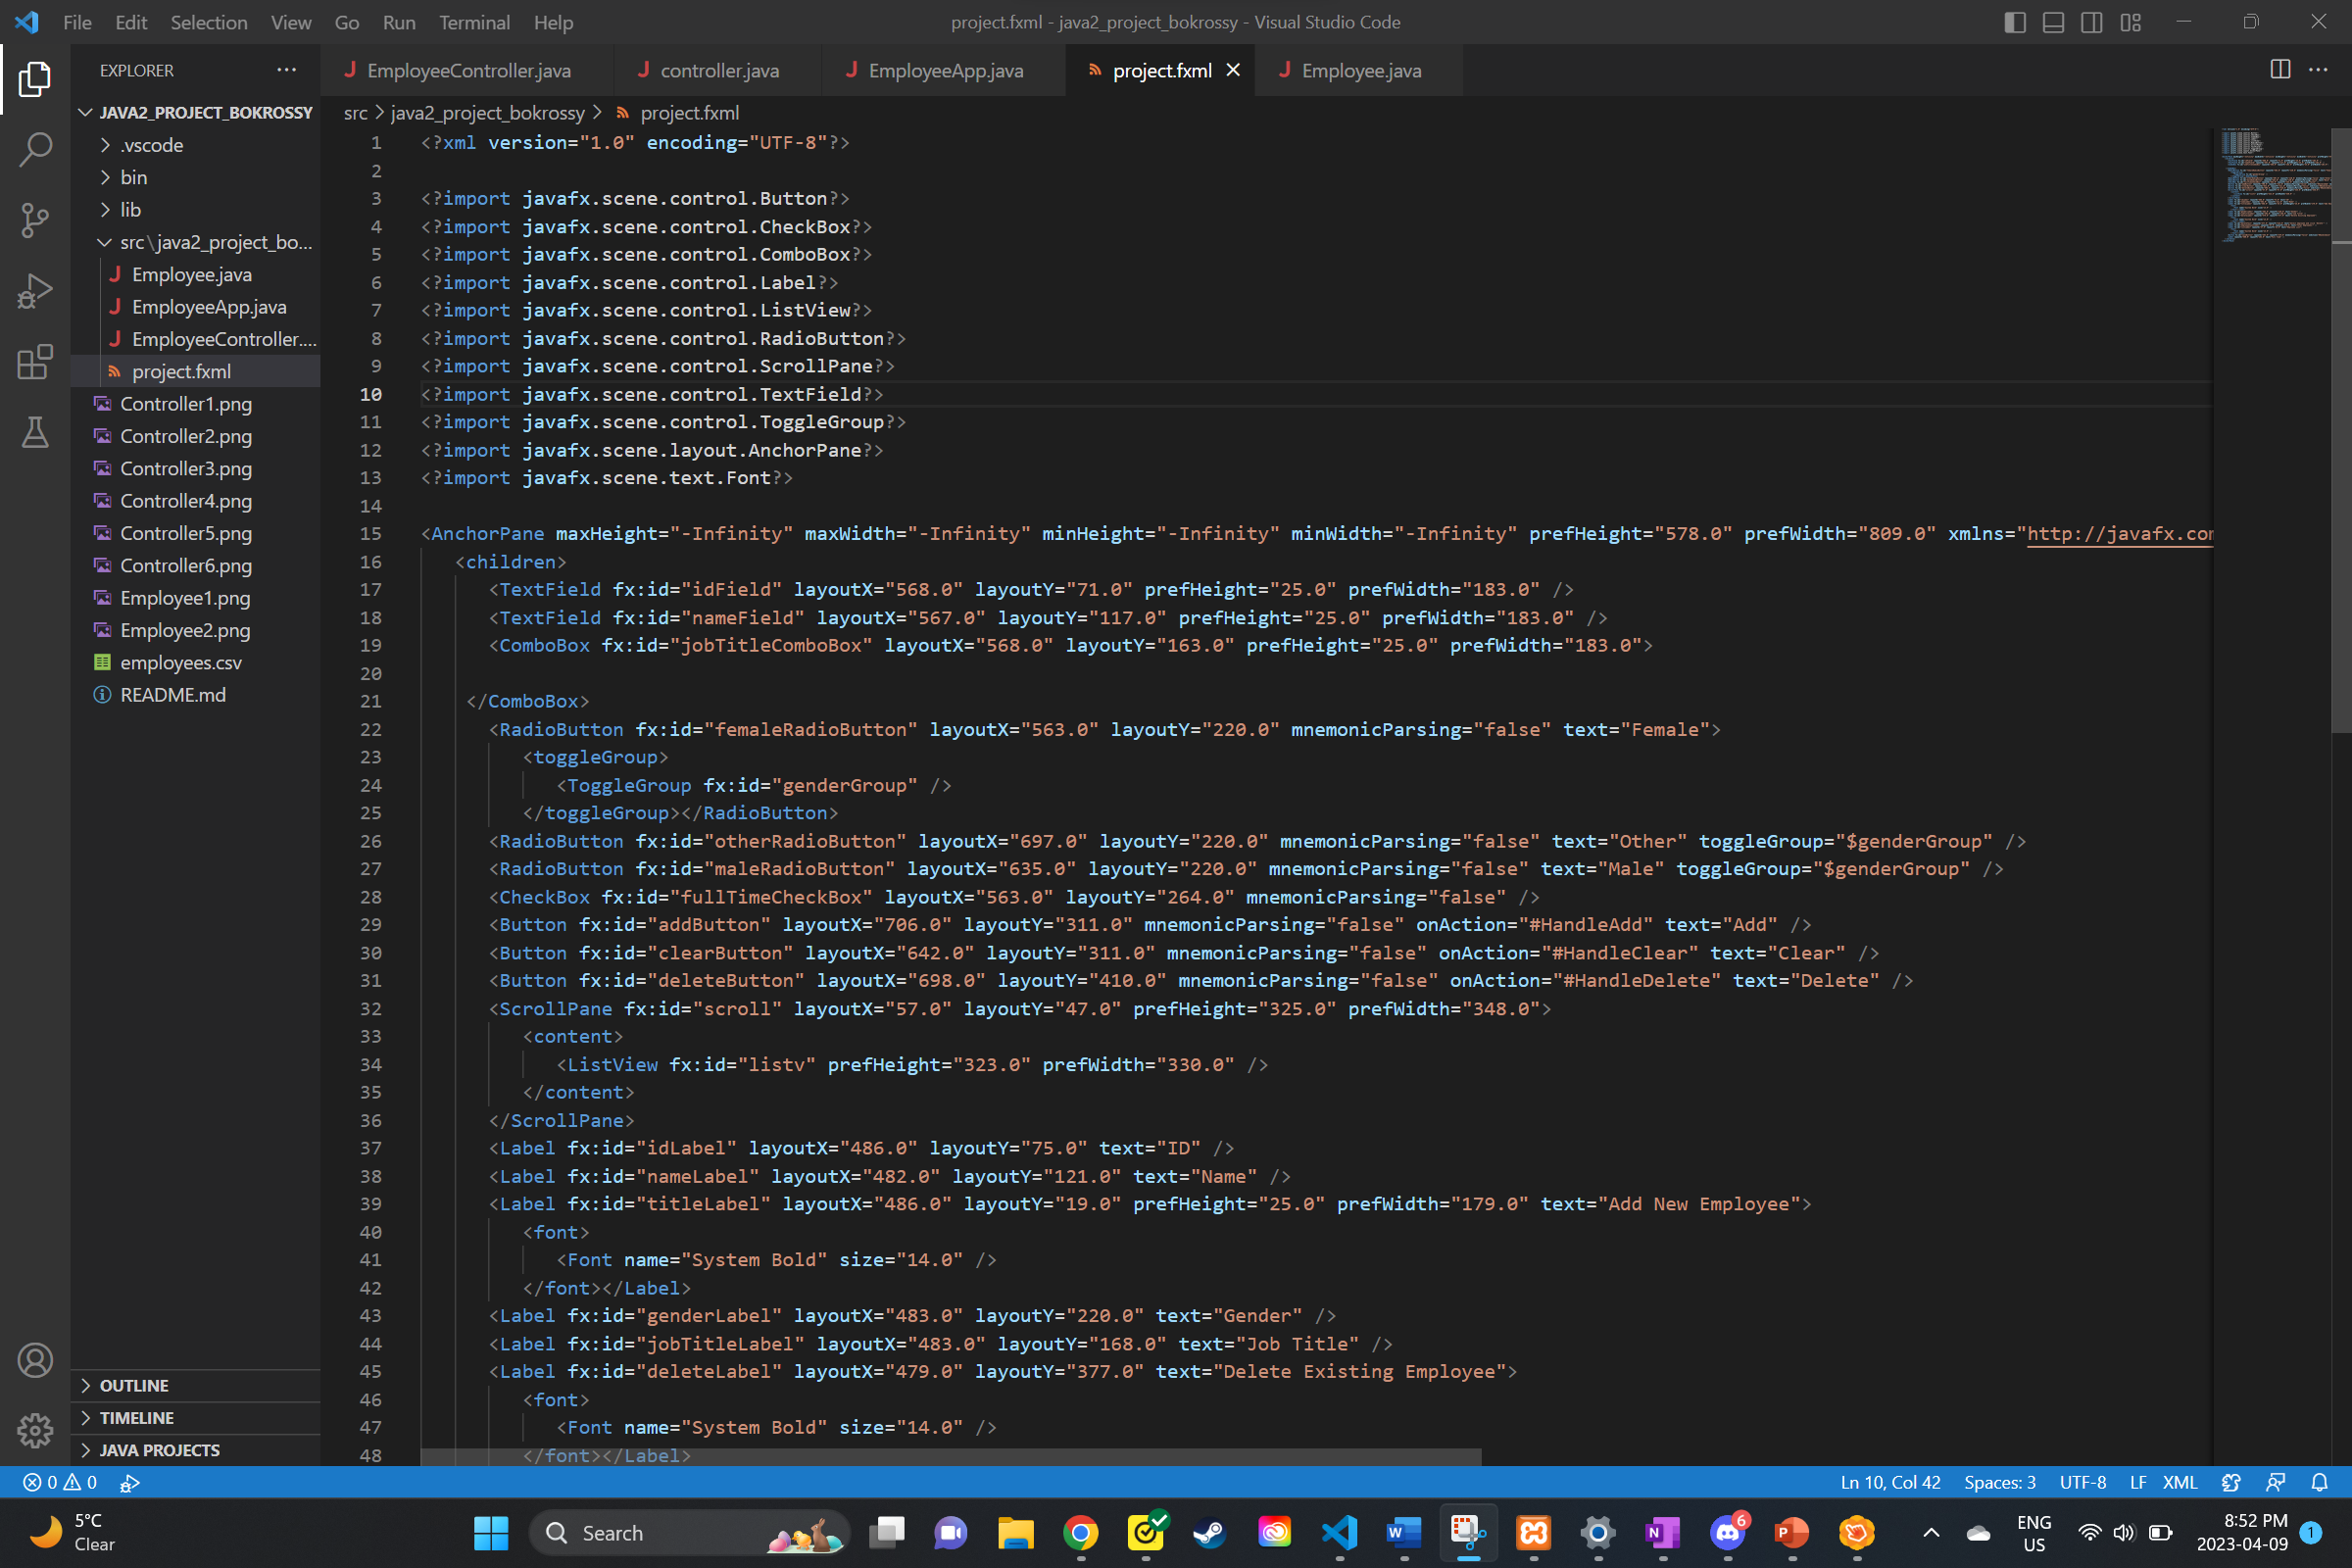 File Edit Selection View Go Run Terminal Help
project.fxml - java2_project_bokrossy - Visual Studio Code
EXPLORER
JAVA2_PROJECT_BOKROSSY
.vscode
bin
lib
src\java2_project_bo...
Employee.java
EmployeeApp.java
EmployeeController....
project.fxml
Controller1.png
Controller2.png
Controller3.png
Controller4.png
Controller5.png
Controller6.png
Employee1.png
Employee2.png
employees.csv
README.md
OUTLINE
TIMELINE
JAVA PROJECTS
EmployeeController.java controller.java EmployeeApp.java project.fxml Employee.java
src > java2_project_bokrossy > project.fxml
1 <?xml version="1.0" encoding="UTF-8"?>
2
3 <?import javafx.scene.control.Button?>
4 <?import javafx.scene.control.CheckBox?>
5 <?import javafx.scene.control.ComboBox?>
6 <?import javafx.scene.control.Label?>
7 <?import javafx.scene.control.ListView?>
8 <?import javafx.scene.control.RadioButton?>
9 <?import javafx.scene.control.ScrollPane?>
10 <?import javafx.scene.control.TextField?>
11 <?import javafx.scene.control.ToggleGroup?>
12 <?import javafx.scene.layout.AnchorPane?>
13 <?import javafx.scene.text.Font?>
14
15 <AnchorPane maxHeight="-Infinity" maxWidth="-Infinity" minHeight="-Infinity" minWidth="-Infinity" prefHeight="578.0" prefWidth="809.0" xmlns="http://javafx.com
16 <children>
17 <TextField fx:id="idField" layoutX="568.0" layoutY="71.0" prefHeight="25.0" prefWidth="183.0" />
18 <TextField fx:id="nameField" layoutX="567.0" layoutY="117.0" prefHeight="25.0" prefWidth="183.0" />
19 <ComboBox fx:id="jobTitleComboBox" layoutX="568.0" layoutY="163.0" prefHeight="25.0" prefWidth="183.0">
20
21 </ComboBox>
22 <RadioButton fx:id="femaleRadioButton" layoutX="563.0" layoutY="220.0" mnemonicParsing="false" text="Female">
23 <toggleGroup>
24 <ToggleGroup fx:id="genderGroup" />
25 </toggleGroup></RadioButton>
26 <RadioButton fx:id="otherRadioButton" layoutX="697.0" layoutY="220.0" mnemonicParsing="false" text="Other" toggleGroup="$genderGroup" />
27 <RadioButton fx:id="maleRadioButton" layoutX="635.0" layoutY="220.0" mnemonicParsing="false" text="Male" toggleGroup="$genderGroup" />
28 <CheckBox fx:id="fullTimeCheckBox" layoutX="563.0" layoutY="264.0" mnemonicParsing="false" />
29 <Button fx:id="addButton" layoutX="706.0" layoutY="311.0" mnemonicParsing="false" onAction="#HandleAdd" text="Add" />
30 <Button fx:id="clearButton" layoutX="642.0" layoutY="311.0" mnemonicParsing="false" onAction="#HandleClear" text="Clear" />
31 <Button fx:id="deleteButton" layoutX="698.0" layoutY="410.0" mnemonicParsing="false" onAction="#HandleDelete" text="Delete" />
32 <ScrollPane fx:id="scroll" layoutX="57.0" layoutY="47.0" prefHeight="325.0" prefWidth="348.0">
33 <content>
34 <ListView fx:id="listv" prefHeight="323.0" prefWidth="330.0" />
35 </content>
36 </ScrollPane>
37 <Label fx:id="idLabel" layoutX="486.0" layoutY="75.0" text="ID" />
38 <Label fx:id="nameLabel" layoutX="482.0" layoutY="121.0" text="Name" />
39 <Label fx:id="titleLabel" layoutX="486.0" layoutY="19.0" prefHeight="25.0" prefWidth="179.0" text="Add New Employee">
40 <font>
41 <Font name="System Bold" size="14.0" />
42 </font></Label>
43 <Label fx:id="genderLabel" layoutX="483.0" layoutY="220.0" text="Gender" />
44 <Label fx:id="jobTitleLabel" layoutX="483.0" layoutY="168.0" text="Job Title" />
45 <Label fx:id="deleteLabel" layoutX="479.0" layoutY="377.0" text="Delete Existing Employee">
46 <font>
47 <Font name="System Bold" size="14.0" />
48 </font></Label>
0 0
Ln 10, Col 42 Spaces: 3 UTF-8 LF XML
5°C
Clear
Search
6
ENG
US
8:52 PM
2023-04-09
1